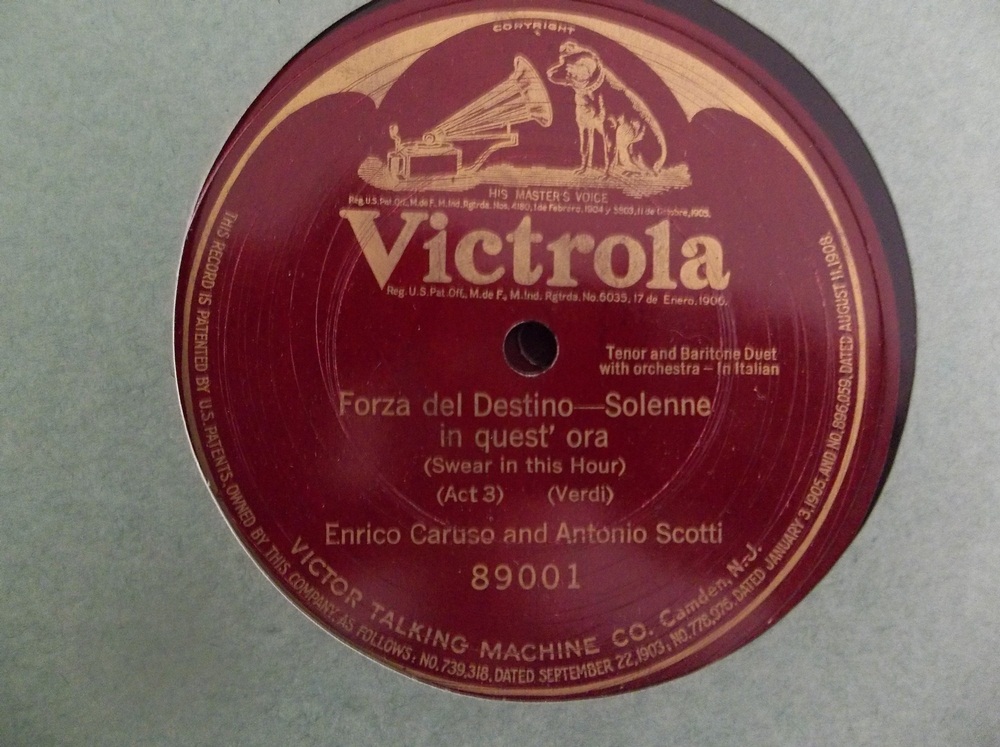 COPYRIGHT
HIS MASTER'S VOICE
Reg. U.S. Pat. Off., M. de F. M. Ind. Rgtrda. Nos. 4180, 1 de Febrero, 1904 y 5503, 11 de Octubre, 1905.
Victrola
Reg. U.S. Pat. Off., M. de F., M. Ind. Rgtrda. No. 6035, 17 de Enero, 1906.
Tenor and Baritone Duet
with orchestra – In Italian
Forza del Destino—Solenne
in quest' ora
(Swear in this Hour)
(Act 3) (Verdi)
Enrico Caruso and Antonio Scotti
89001
VICTOR TALKING MACHINE CO. Camden, N.J.
THIS RECORD IS PATENTED BY U.S. PATENTS, OWNED BY THIS COMPANY, AS FOLLOWS; NO. 739,318, DATED SEPTEMBER 22, 1903; NO. 778,976, DATED JANUARY 3, 1905, AND NO. 896,059, DATED AUGUST 11, 1908.